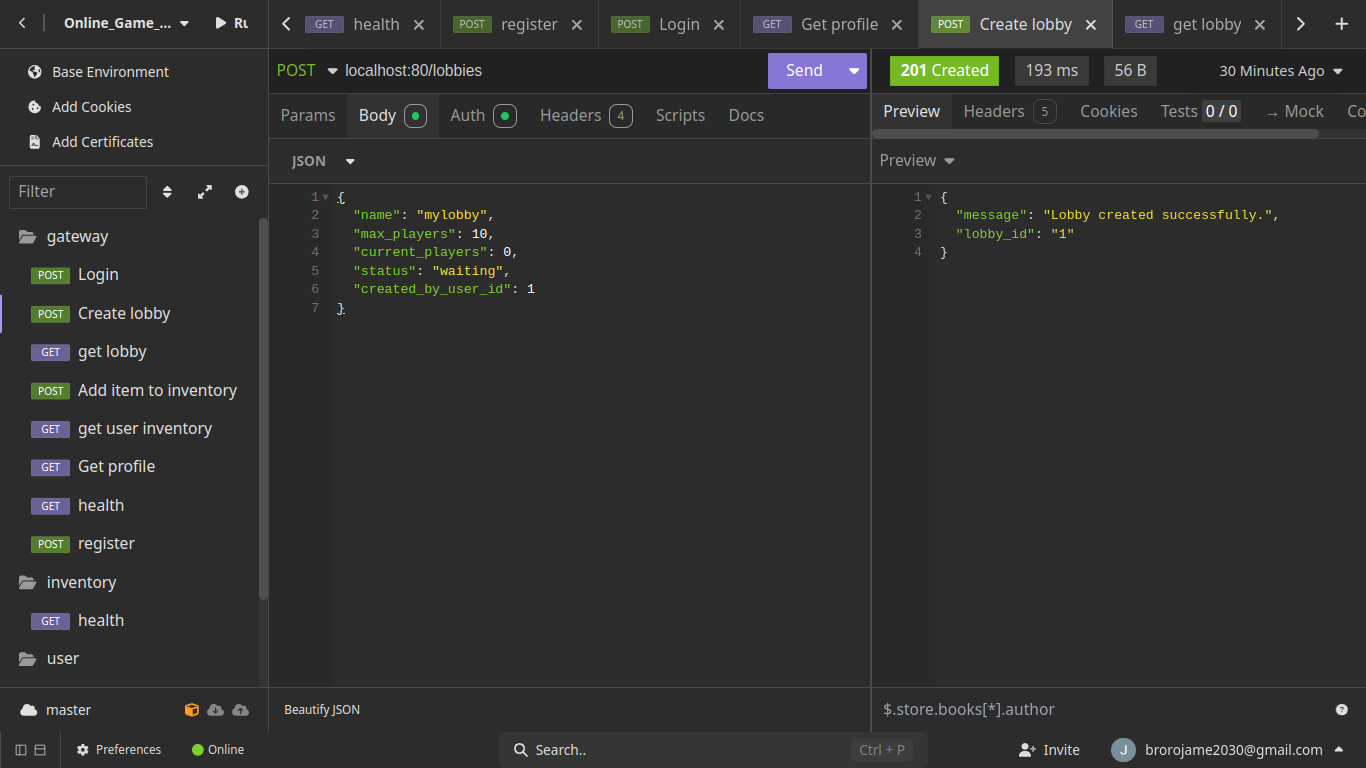 Online_Game_...
Ru
GET health
POST register
POST Login
GET Get profile
POST Create lobby
GET get lobby
Base Environment
Add Cookies
Add Certificates
Filter
gateway
POST Login
POST Create lobby
GET get lobby
POST Add item to inventory
GET get user inventory
GET Get profile
GET health
POST register
inventory
GET health
user
master
POST localhost:80/lobbies
Send
Params Body Auth Headers 4 Scripts Docs
JSON
1 {
2 "name": "mylobby",
3 "max_players": 10,
4 "current_players": 0,
5 "status": "waiting",
6 "created_by_user_id": 1
7 }
Beautify JSON
201 Created 193 ms 56 B 30 Minutes Ago
Preview Headers 5 Cookies Tests 0 / 0 → Mock Co
Preview
1 {
2 "message": "Lobby created successfully.",
3 "lobby_id": "1"
4 }
$.store.books[*].author
Preferences
Online
Search..
Ctrl + P
Invite
J brorojame2030@gmail.com